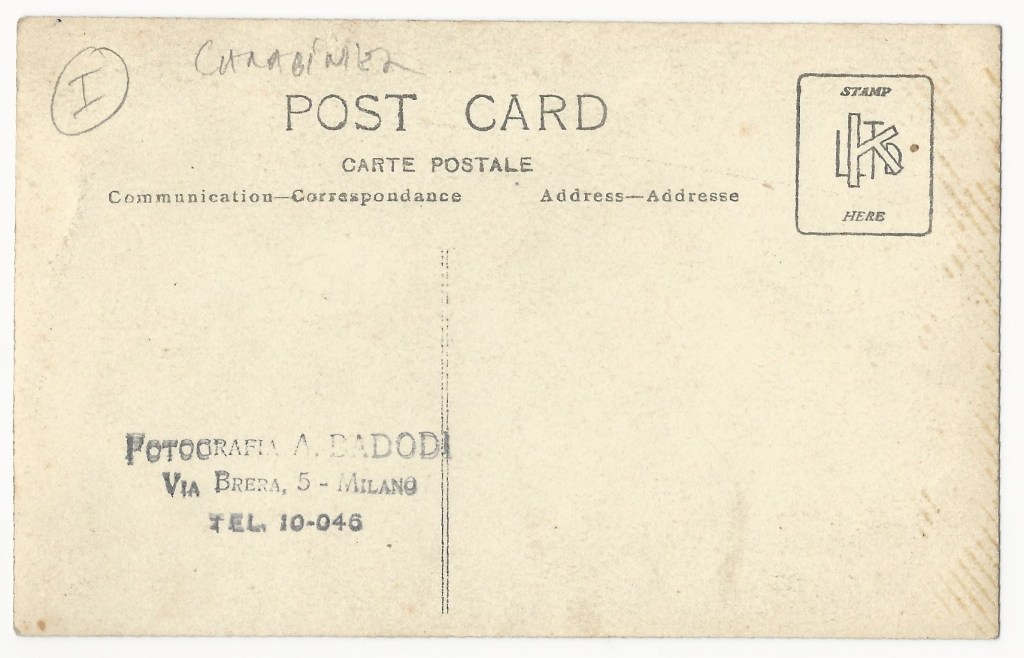 I
CARABINIER
POST CARD
CARTE POSTALE
Communication—Correspondance
Address—Addresse
STAMP
HERE
FOTOGRAFIA A. BADODI
VIA BRERA, 5 - MILANO
TEL. 10-046